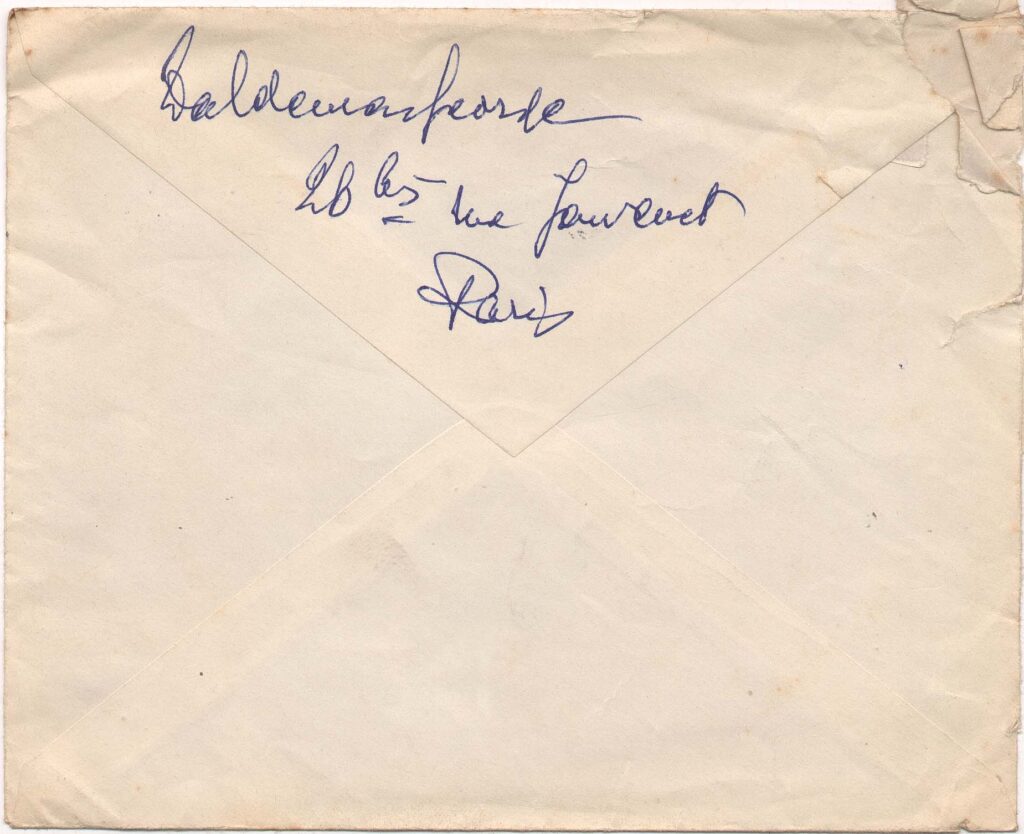 Waldemar George
26 bis rue Jouvenet
Paris